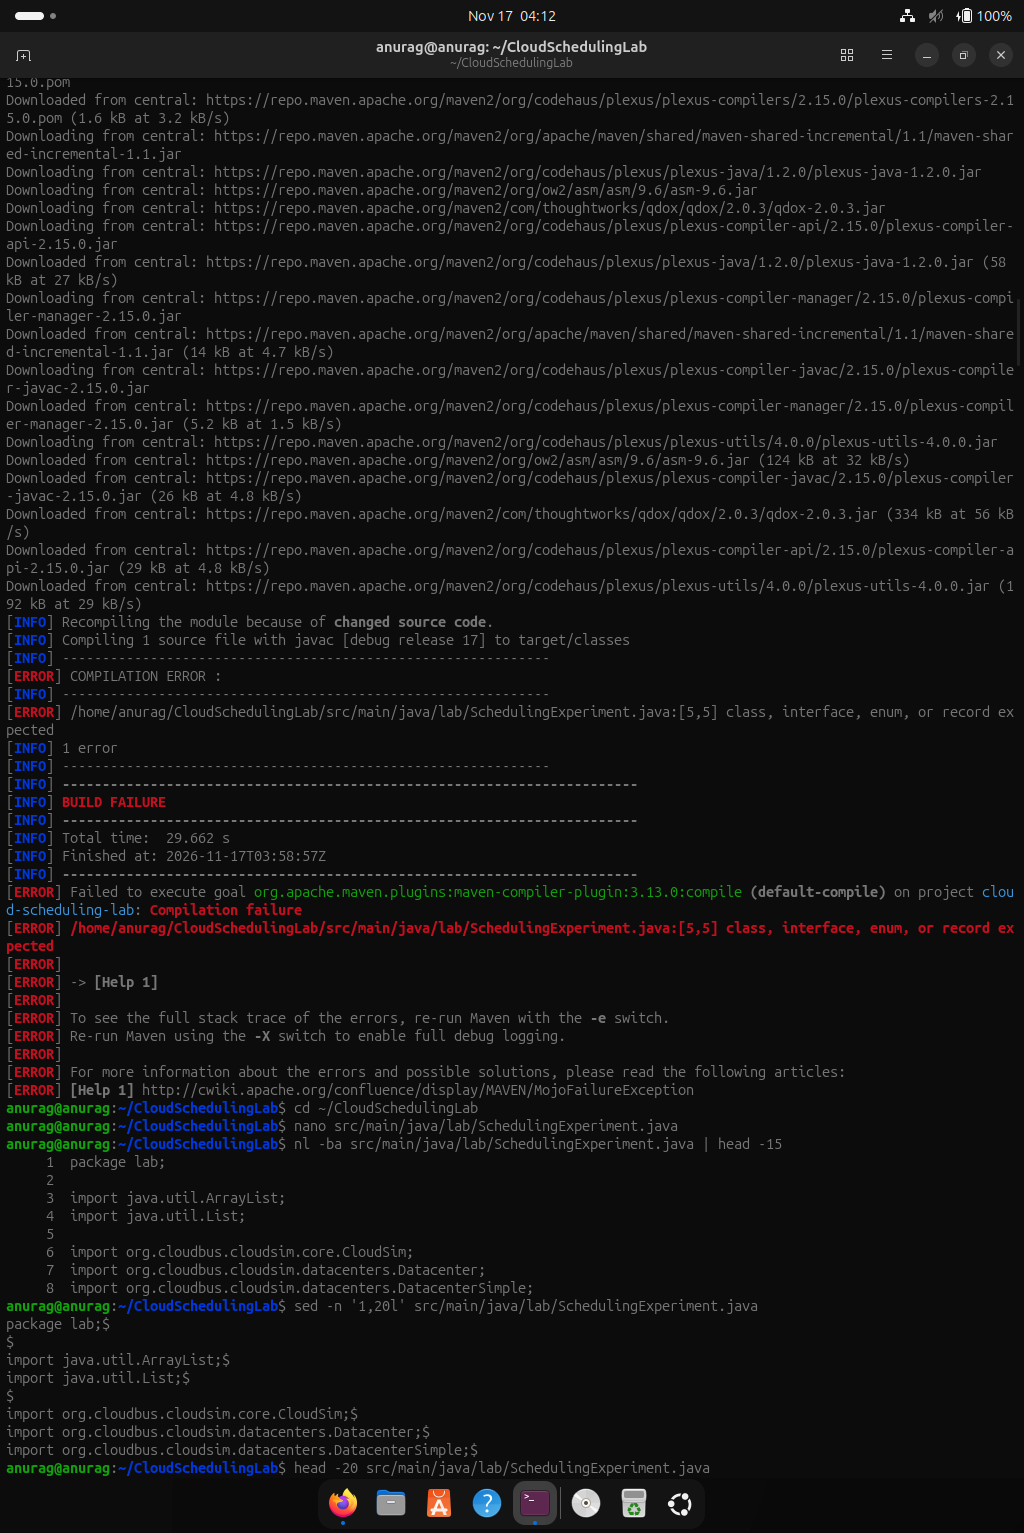 Nov 17  04:12
100%
anurag@anurag: ~/CloudSchedulingLab
~/CloudSchedulingLab
15.0.pom
Downloaded from central: https://repo.maven.apache.org/maven2/org/codehaus/plexus/plexus-compilers/2.15.0/plexus-compilers-2.1
5.0.pom (1.6 kB at 3.2 kB/s)
Downloading from central: https://repo.maven.apache.org/maven2/org/apache/maven/shared/maven-shared-incremental/1.1/maven-shar
ed-incremental-1.1.jar
Downloading from central: https://repo.maven.apache.org/maven2/org/codehaus/plexus/plexus-java/1.2.0/plexus-java-1.2.0.jar
Downloading from central: https://repo.maven.apache.org/maven2/org/ow2/asm/asm/9.6/asm-9.6.jar
Downloading from central: https://repo.maven.apache.org/maven2/com/thoughtworks/qdox/qdox/2.0.3/qdox-2.0.3.jar
Downloading from central: https://repo.maven.apache.org/maven2/org/codehaus/plexus/plexus-compiler-api/2.15.0/plexus-compiler-
api-2.15.0.jar
Downloaded from central: https://repo.maven.apache.org/maven2/org/codehaus/plexus/plexus-java/1.2.0/plexus-java-1.2.0.jar (58
kB at 27 kB/s)
Downloading from central: https://repo.maven.apache.org/maven2/org/codehaus/plexus/plexus-compiler-manager/2.15.0/plexus-compi
ler-manager-2.15.0.jar
Downloaded from central: https://repo.maven.apache.org/maven2/org/apache/maven/shared/maven-shared-incremental/1.1/maven-share
d-incremental-1.1.jar (14 kB at 4.7 kB/s)
Downloading from central: https://repo.maven.apache.org/maven2/org/codehaus/plexus/plexus-compiler-javac/2.15.0/plexus-compile
r-javac-2.15.0.jar
Downloaded from central: https://repo.maven.apache.org/maven2/org/codehaus/plexus/plexus-compiler-manager/2.15.0/plexus-compil
er-manager-2.15.0.jar (5.2 kB at 1.5 kB/s)
Downloading from central: https://repo.maven.apache.org/maven2/org/codehaus/plexus/plexus-utils/4.0.0/plexus-utils-4.0.0.jar
Downloaded from central: https://repo.maven.apache.org/maven2/org/ow2/asm/asm/9.6/asm-9.6.jar (124 kB at 32 kB/s)
Downloaded from central: https://repo.maven.apache.org/maven2/org/codehaus/plexus/plexus-compiler-javac/2.15.0/plexus-compiler
-javac-2.15.0.jar (26 kB at 4.8 kB/s)
Downloaded from central: https://repo.maven.apache.org/maven2/com/thoughtworks/qdox/qdox/2.0.3/qdox-2.0.3.jar (334 kB at 56 kB
/s)
Downloaded from central: https://repo.maven.apache.org/maven2/org/codehaus/plexus/plexus-compiler-api/2.15.0/plexus-compiler-a
pi-2.15.0.jar (29 kB at 4.8 kB/s)
Downloaded from central: https://repo.maven.apache.org/maven2/org/codehaus/plexus/plexus-utils/4.0.0/plexus-utils-4.0.0.jar (1
92 kB at 29 kB/s)
[INFO] Recompiling the module because of changed source code.
[INFO] Compiling 1 source file with javac [debug release 17] to target/classes
[INFO] -------------------------------------------------------------
[ERROR] COMPILATION ERROR :
[INFO] -------------------------------------------------------------
[ERROR] /home/anurag/CloudSchedulingLab/src/main/java/lab/SchedulingExperiment.java:[5,5] class, interface, enum, or record ex
pected
[INFO] 1 error
[INFO] -------------------------------------------------------------
[INFO] ------------------------------------------------------------------------
[INFO] BUILD FAILURE
[INFO] ------------------------------------------------------------------------
[INFO] Total time:  29.662 s
[INFO] Finished at: 2026-11-17T03:58:57Z
[INFO] ------------------------------------------------------------------------
[ERROR] Failed to execute goal org.apache.maven.plugins:maven-compiler-plugin:3.13.0:compile (default-compile) on project clou
d-scheduling-lab: Compilation failure
[ERROR] /home/anurag/CloudSchedulingLab/src/main/java/lab/SchedulingExperiment.java:[5,5] class, interface, enum, or record ex
pected
[ERROR]
[ERROR] -> [Help 1]
[ERROR]
[ERROR] To see the full stack trace of the errors, re-run Maven with the -e switch.
[ERROR] Re-run Maven using the -X switch to enable full debug logging.
[ERROR]
[ERROR] For more information about the errors and possible solutions, please read the following articles:
[ERROR] [Help 1] http://cwiki.apache.org/confluence/display/MAVEN/MojoFailureException
anurag@anurag:~/CloudSchedulingLab$ cd ~/CloudSchedulingLab
anurag@anurag:~/CloudSchedulingLab$ nano src/main/java/lab/SchedulingExperiment.java
anurag@anurag:~/CloudSchedulingLab$ nl -ba src/main/java/lab/SchedulingExperiment.java | head -15
     1  package lab;
     2
     3  import java.util.ArrayList;
     4  import java.util.List;
     5
     6  import org.cloudbus.cloudsim.core.CloudSim;
     7  import org.cloudbus.cloudsim.datacenters.Datacenter;
     8  import org.cloudbus.cloudsim.datacenters.DatacenterSimple;
anurag@anurag:~/CloudSchedulingLab$ sed -n '1,20l' src/main/java/lab/SchedulingExperiment.java
package lab;$
$
import java.util.ArrayList;$
import java.util.List;$
$
import org.cloudbus.cloudsim.core.CloudSim;$
import org.cloudbus.cloudsim.datacenters.Datacenter;$
import org.cloudbus.cloudsim.datacenters.DatacenterSimple;$
anurag@anurag:~/CloudSchedulingLab$ head -20 src/main/java/lab/SchedulingExperiment.java